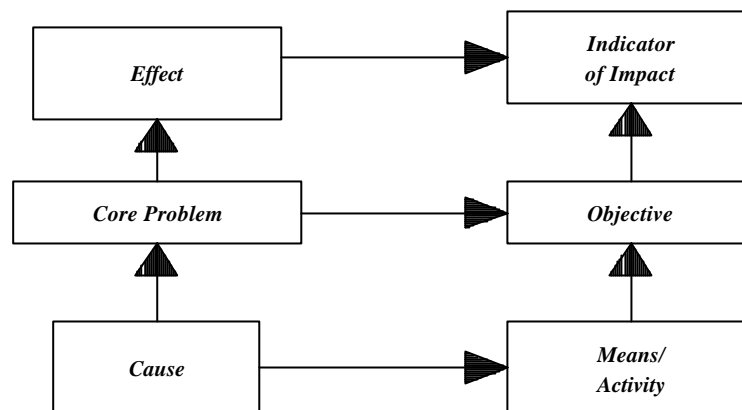 Effect
Indicator
of Impact
Core Problem
Objective
Cause
Means/
Activity